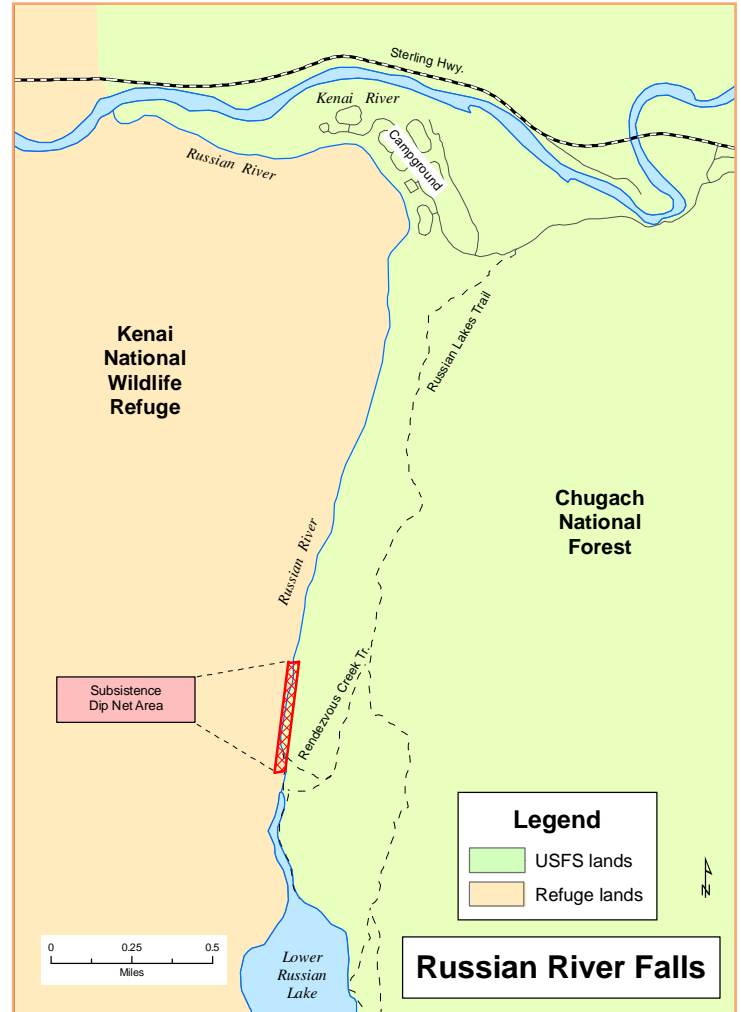 Sterling Hwy.
Kenai River
Campground
Russian River
Russian Lakes Trail
Kenai
National
Wildlife
Refuge
Chugach
National
Forest
Russian River
Rendezvous Creek Tr.
Subsistence
Dip Net Area
Legend
USFS lands
Refuge lands
N
0 0.25 0.5
Miles
Lower
Russian
Lake
Russian River Falls